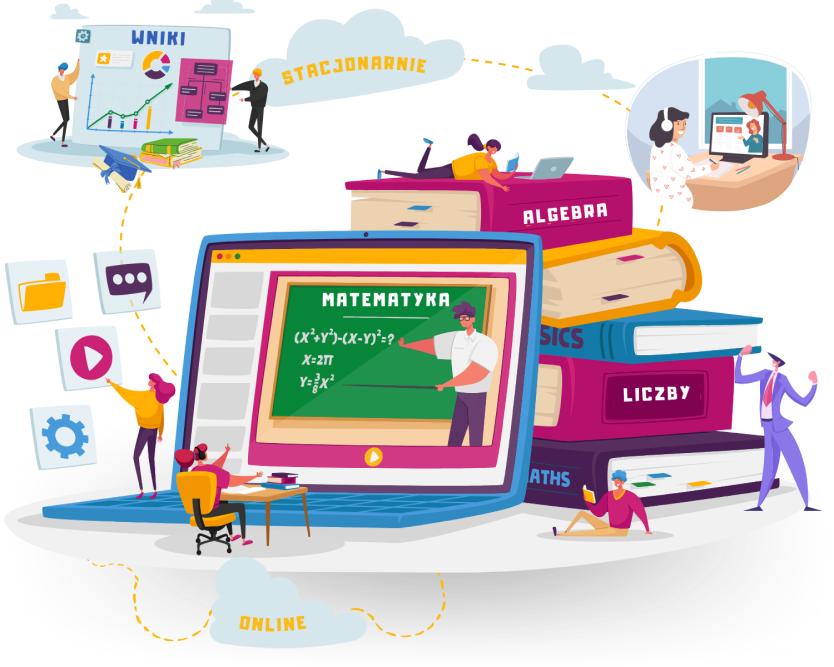 WNIKI
STACJONARNIE
ALGEBRA
MATEMATYKA
(X²+Y²)-(X-Y)²=?
X=2π
Y=3/8X²
SICS
LICZBY
ATHS
ONLINE